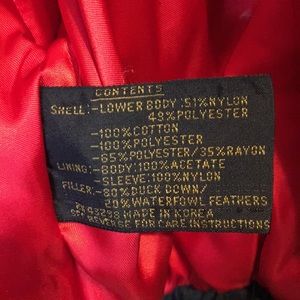 CONTENTS
SHELL:-LOWER BODY:51%NYLON
49%POLYESTER
-100%COTTON
-100%POLYESTER
-65%POLYESTER/35%RAYON
LINING:-BODY:100%ACETATE
-SLEEVE:100%NYLON
FILLER:-80%DUCK DOWN/
20%WATERFOWL FEATHERS
MADE IN KOREA
REVERSE FOR CARE INSTRUCTIONS